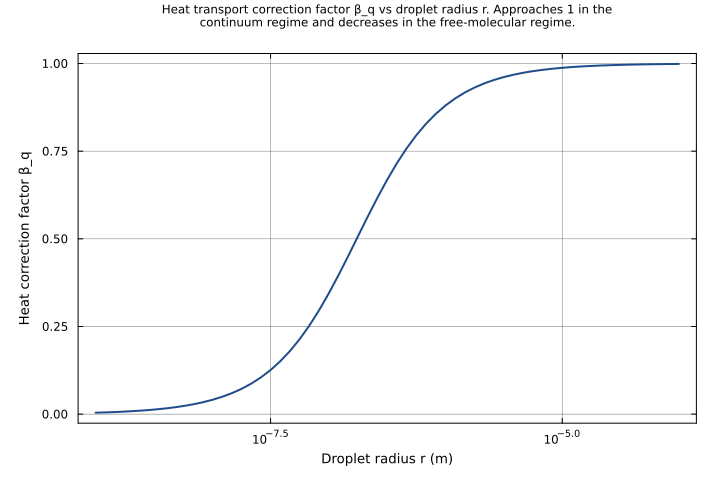 Heat transport correction factor β_q vs droplet radius r. Approaches 1 in the
continuum regime and decreases in the free-molecular regime.
1.00
0.75
0.50
0.25
0.00
Heat correction factor β_q
10⁻⁷·⁵
10⁻⁵·⁰
Droplet radius r (m)